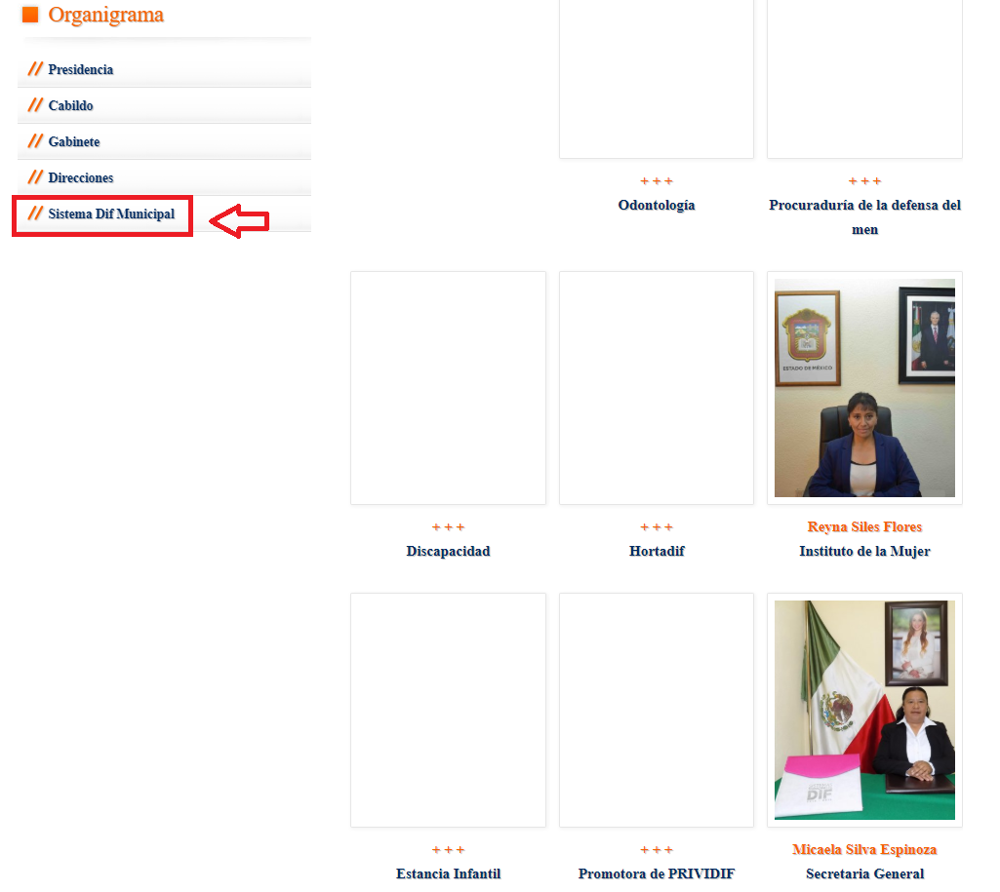 Organigrama
// Presidencia
// Cabildo
// Gabinete
// Direcciones
// Sistema Dif Municipal
+ + +
Odontología
+ + +
Procuraduría de la defensa del
men
ESTADO DE MÉXICO
+ + +
Discapacidad
+ + +
Hortadif
Reyna Siles Flores
Instituto de la Mujer
DIF
+ + +
Estancia Infantil
+ + +
Promotora de PRIVIDIF
Micaela Silva Espinoza
Secretaria General